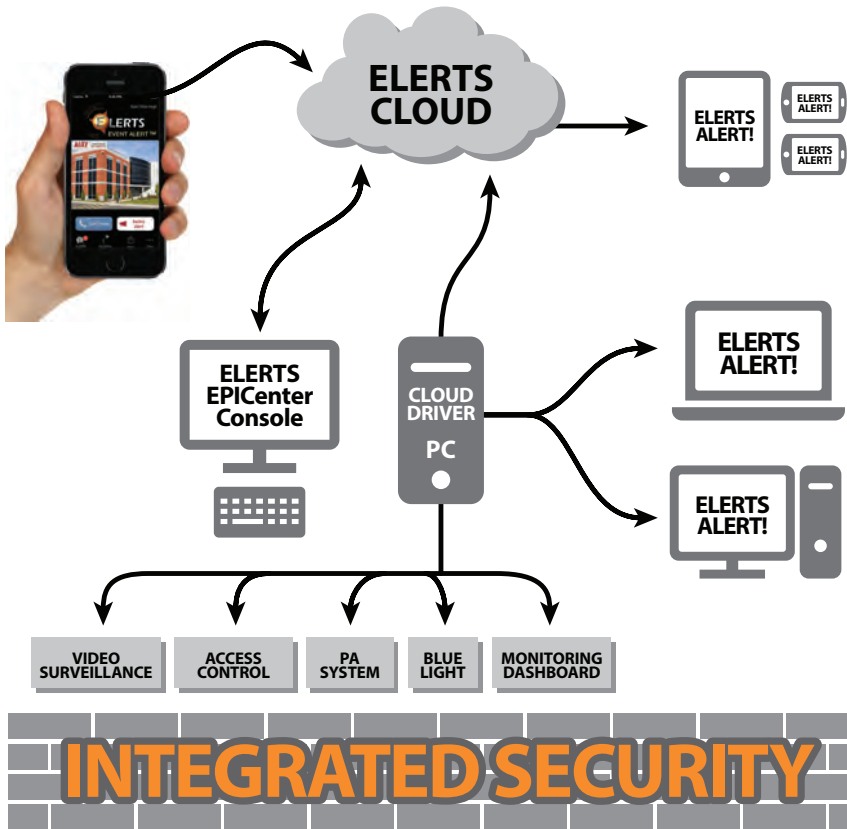 ELERTS
CLOUD
ELERTS
EVENT ALERT™
ELERTS
ALERT!
ELERTS
ALERT!
ELERTS
ALERT!
ELERTS
EPICenter
Console
CLOUD
DRIVER
PC
ELERTS
ALERT!
ELERTS
ALERT!
VIDEO
SURVEILLANCE
ACCESS
CONTROL
PA
SYSTEM
BLUE
LIGHT
MONITORING
DASHBOARD
INTEGRATED SECURITY